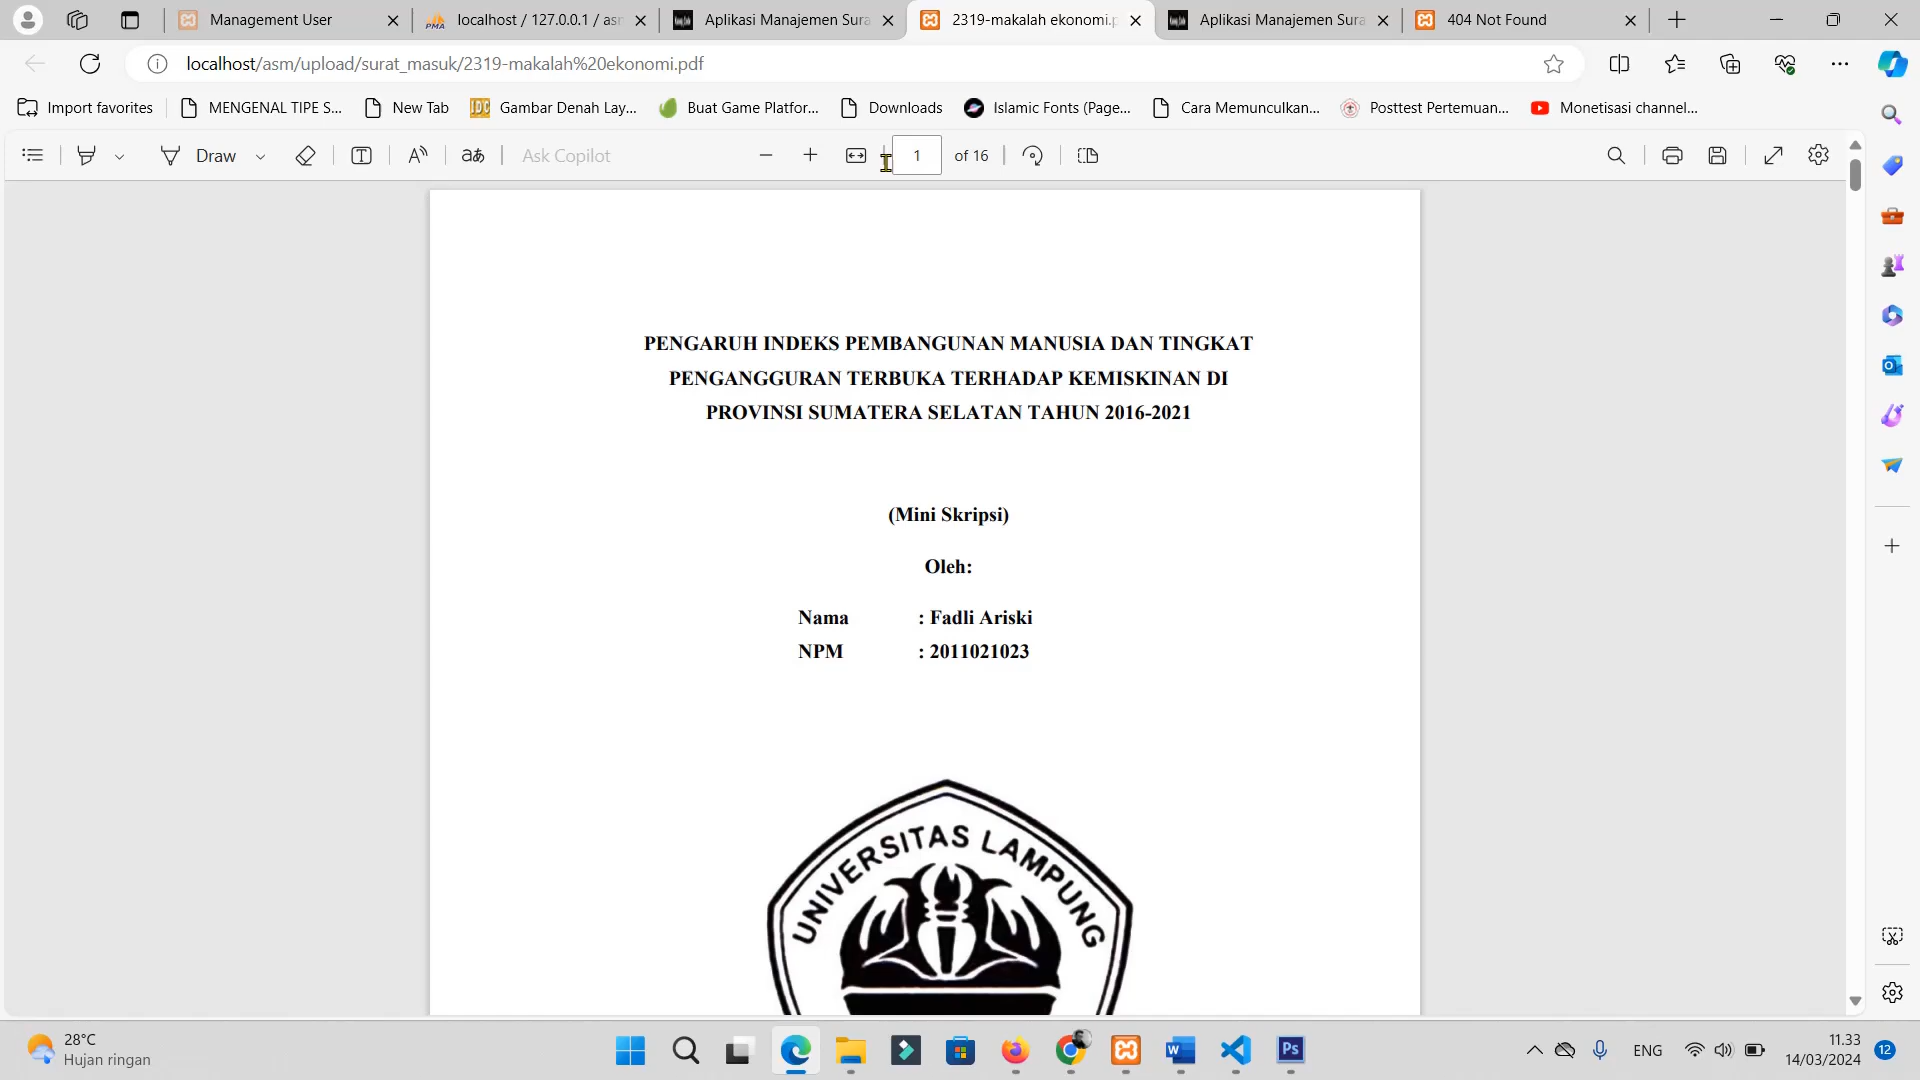 Management User
localhost / 127.0.0.1 / asm
Aplikasi Manajemen Sura
2319-makalah ekonomi.p
Aplikasi Manajemen Sura
404 Not Found
localhost/asm/upload/surat_masuk/2319-makalah%20ekonomi.pdf
Import favorites
MENGENAL TIPE S...
New Tab
Gambar Denah Lay...
Buat Game Platfor...
Downloads
Islamic Fonts (Page...
Cara Memunculkan...
Posttest Pertemuan...
Monetisasi channel...
Draw
Ask Copilot
1 of 16
PENGARUH INDEKS PEMBANGUNAN MANUSIA DAN TINGKAT
PENGANGGURAN TERBUKA TERHADAP KEMISKINAN DI
PROVINSI SUMATERA SELATAN TAHUN 2016-2021
(Mini Skripsi)
Oleh:
Nama : Fadli Ariski
NPM : 2011021023
UNIVERSITAS LAMPUNG
28°C
Hujan ringan
ENG
11.33
14/03/2024
12